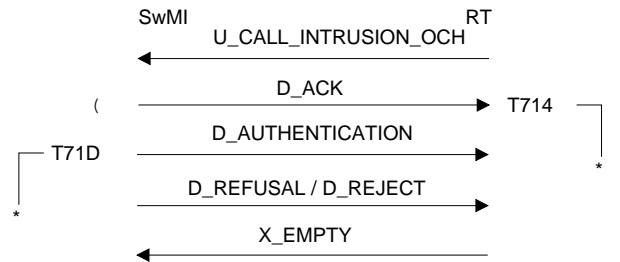 SwMI RT
U_CALL_INTRUSION_OCH
D_ACK
( T714
D_AUTHENTICATION
T71D
*
D_REFUSAL / D_REJECT
*
X_EMPTY